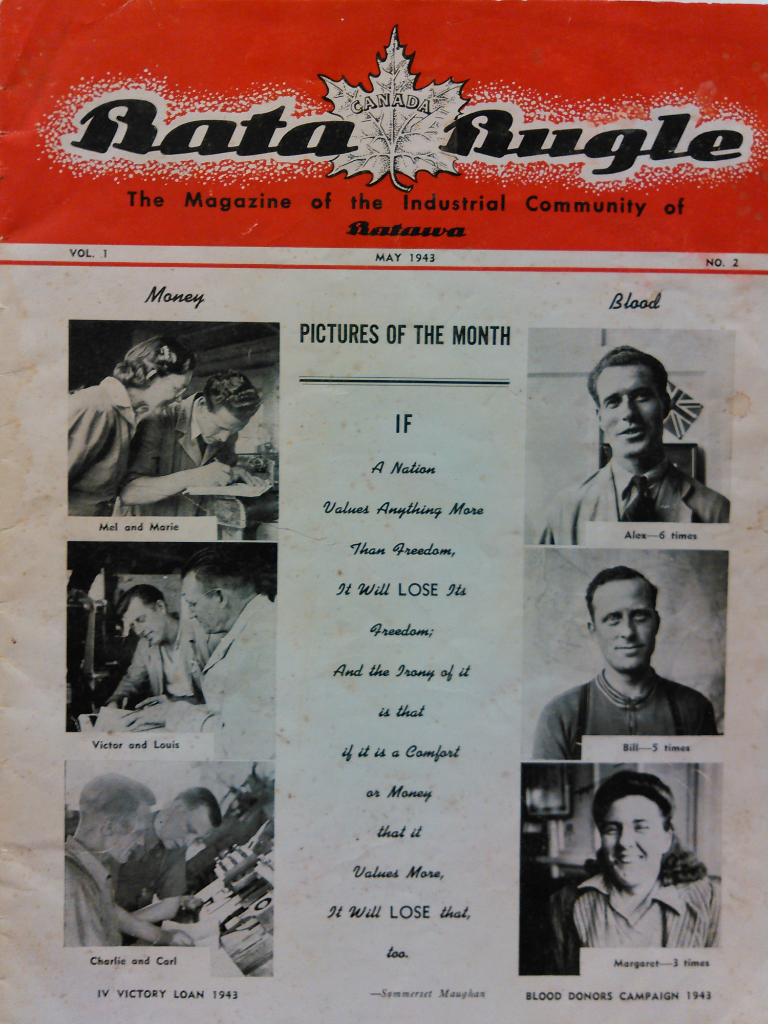 CANADA
Bata Bugle
The Magazine of the Industrial Community of
Batawa
VOL. 1 MAY 1943 NO. 2
Money
Mel and Marie
Victor and Louis
Charlie and Carl
IV VICTORY LOAN 1943
PICTURES OF THE MONTH
IF
A Nation
Values Anything More
Than Freedom,
It Will LOSE Its
Freedom;
And the Irony of it
is that
if it is a Comfort
or Money
that it
Values More,
It Will LOSE that,
too.
—Sommerset Maughan
Blood
Alex—6 times
Bill—5 times
Margaret—3 times
BLOOD DONORS CAMPAIGN 1943